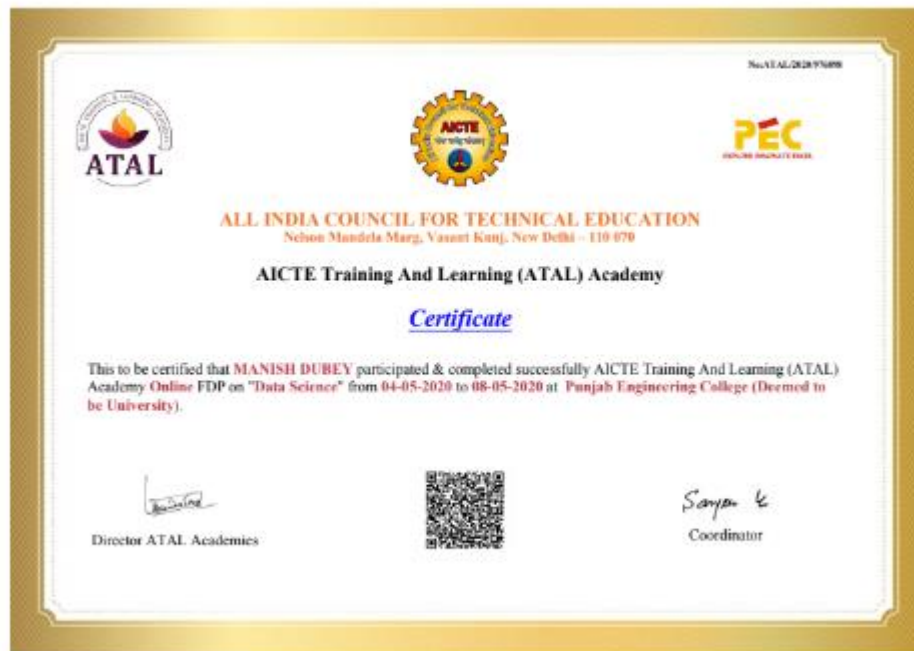 ATAL
AICTE
PEC
ALL INDIA COUNCIL FOR TECHNICAL EDUCATION
Nelson Mandela Marg, Vasant Kunj, New Delhi – 110 070
AICTE Training And Learning (ATAL) Academy
Certificate
This to be certified that MANISH DUBEY participated & completed successfully AICTE Training And Learning (ATAL)
Academy Online FDP on "Data Science" from 04-05-2020 to 08-05-2020 at Punjab Engineering College (Deemed to
be University).
Director ATAL Academies
Coordinator